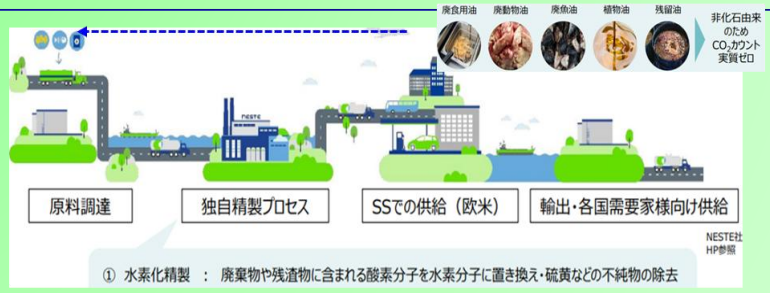 廃食用油 廃動物油 廃魚油 植物油 残留油
非化石由来
のため
CO₂カウント
実質ゼロ
NESTE
原料調達
独自精製プロセス
SSでの供給（欧米）
輸出・各国需要家様向け供給
NESTE社
HP参照
① 水素化精製 ： 廃棄物や残渣物に含まれる酸素分子を水素分子に置き換え・硫黄などの不純物の除去